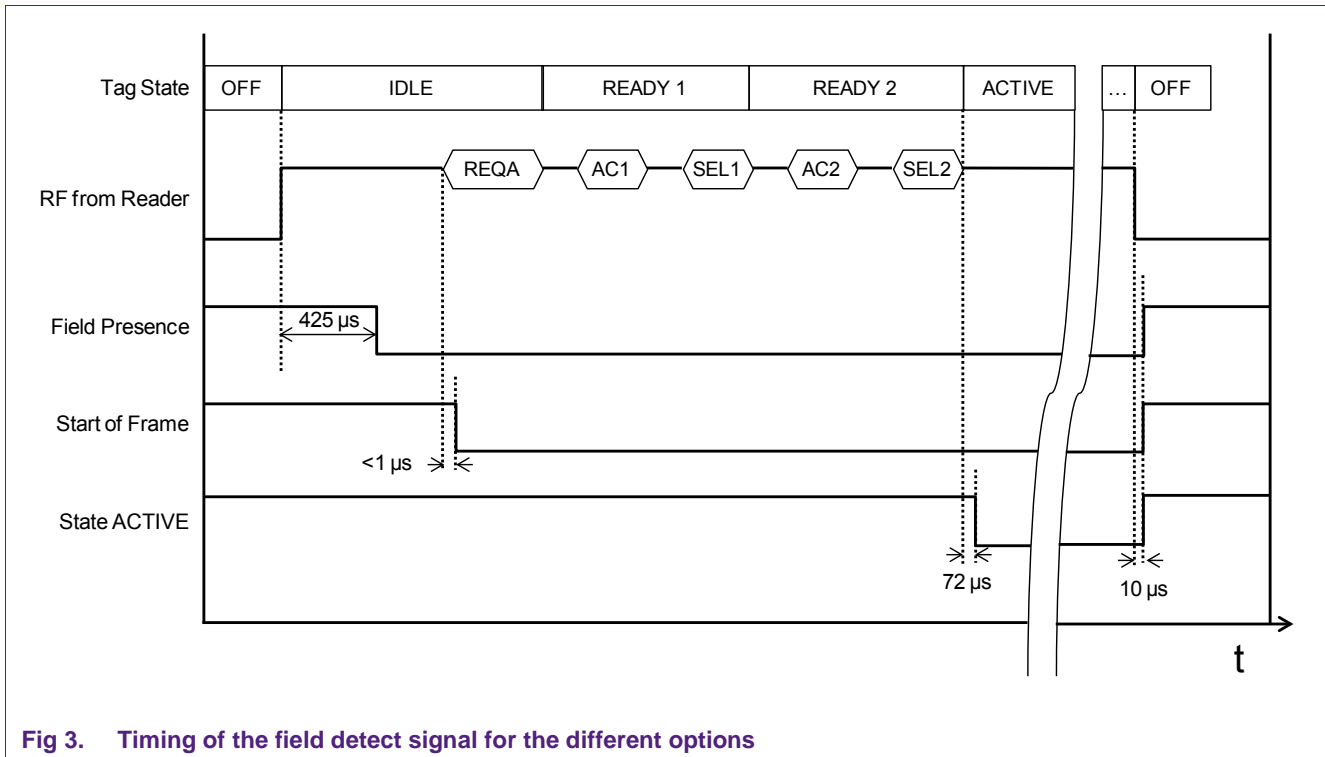 Tag State OFF IDLE READY 1 READY 2 ACTIVE ... OFF
REQA AC1 SEL1 AC2 SEL2
RF from Reader
425 µs
Field Presence
Start of Frame
<1 µs
State ACTIVE
72 µs 10 µs
t
Fig 3. Timing of the field detect signal for the different options